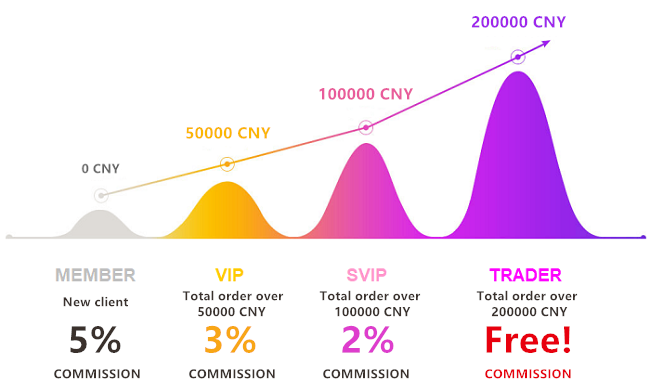 200000 CNY
100000 CNY
50000 CNY
0 CNY
MEMBER
VIP
SVIP
TRADER
New client
Total order over
50000 CNY
Total order over
100000 CNY
Total order over
200000 CNY
5%
3%
2%
Free!
COMMISSION
COMMISSION
COMMISSION
COMMISSION